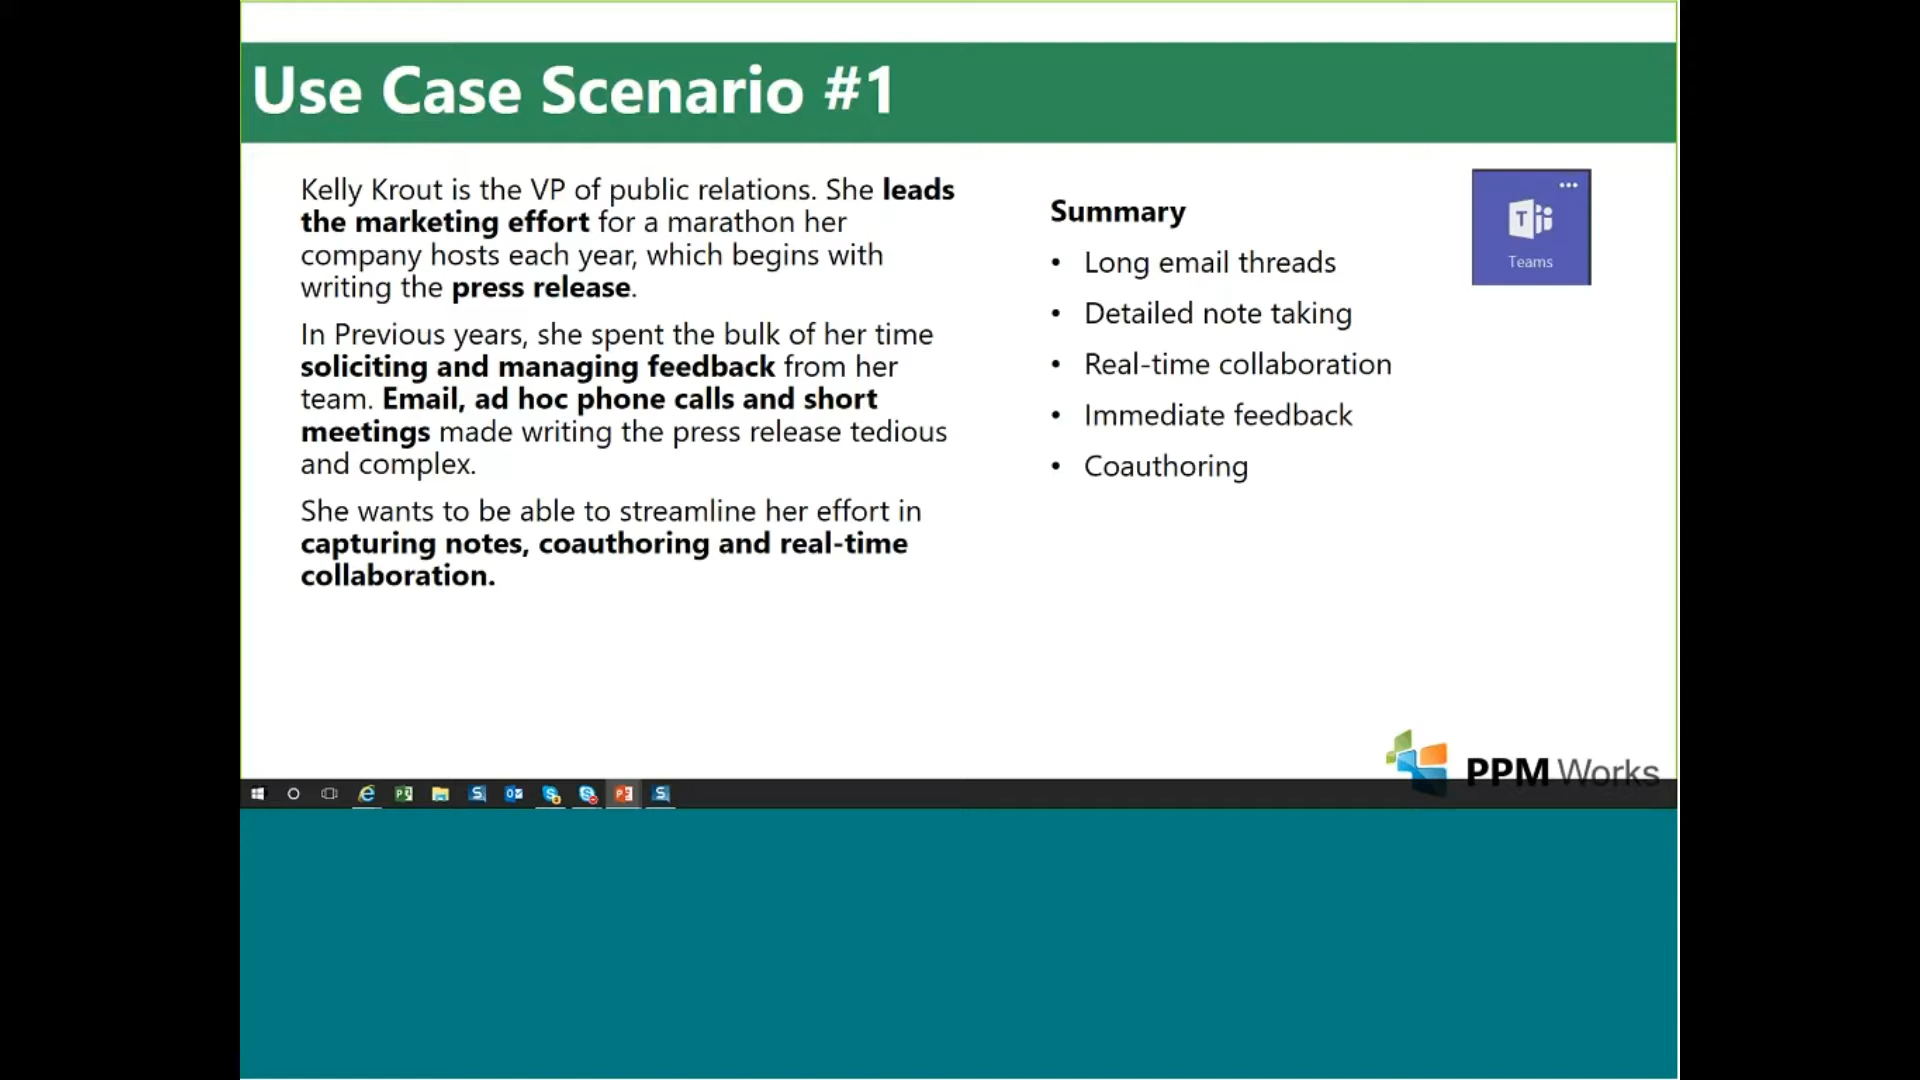 Use Case Scenario #1
Kelly Krout is the VP of public relations. She leads
the marketing effort for a marathon her
company hosts each year, which begins with
writing the press release.
In Previous years, she spent the bulk of her time
soliciting and managing feedback from her
team. Email, ad hoc phone calls and short
meetings made writing the press release tedious
and complex.
She wants to be able to streamline her effort in
capturing notes, coauthoring and real-time
collaboration.
Summary
• Long email threads
• Detailed note taking
• Real-time collaboration
• Immediate feedback
• Coauthoring
Teams
PPM Works